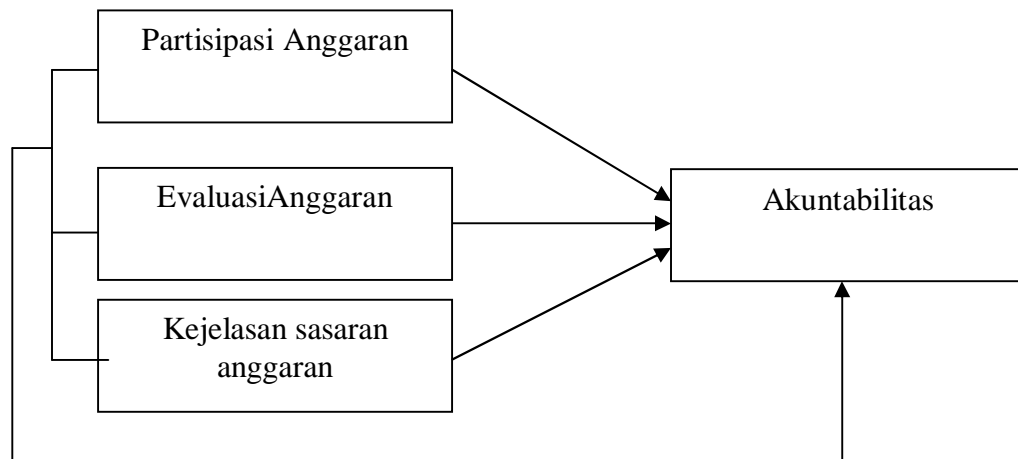 Partisipasi Anggaran
EvaluasiAnggaran
Akuntabilitas
Kejelasan sasaran
anggaran